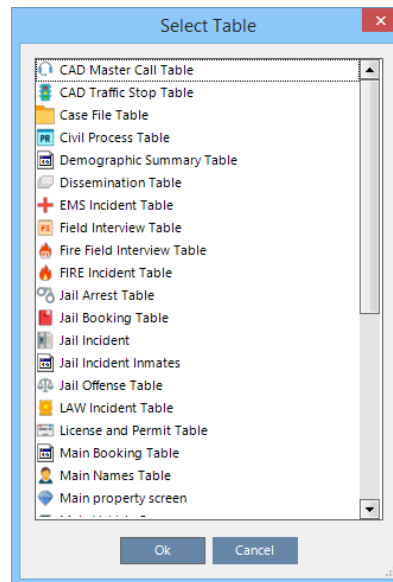 Select Table
CAD Master Call Table
CAD Traffic Stop Table
Case File Table
PR Civil Process Table
Demographic Summary Table
Dissemination Table
EMS Incident Table
FI Field Interview Table
Fire Field Interview Table
FIRE Incident Table
Jail Arrest Table
Jail Booking Table
Jail Incident
Jail Incident Inmates
Jail Offense Table
LAW Incident Table
License and Permit Table
Main Booking Table
Main Names Table
Main property screen
Ok Cancel